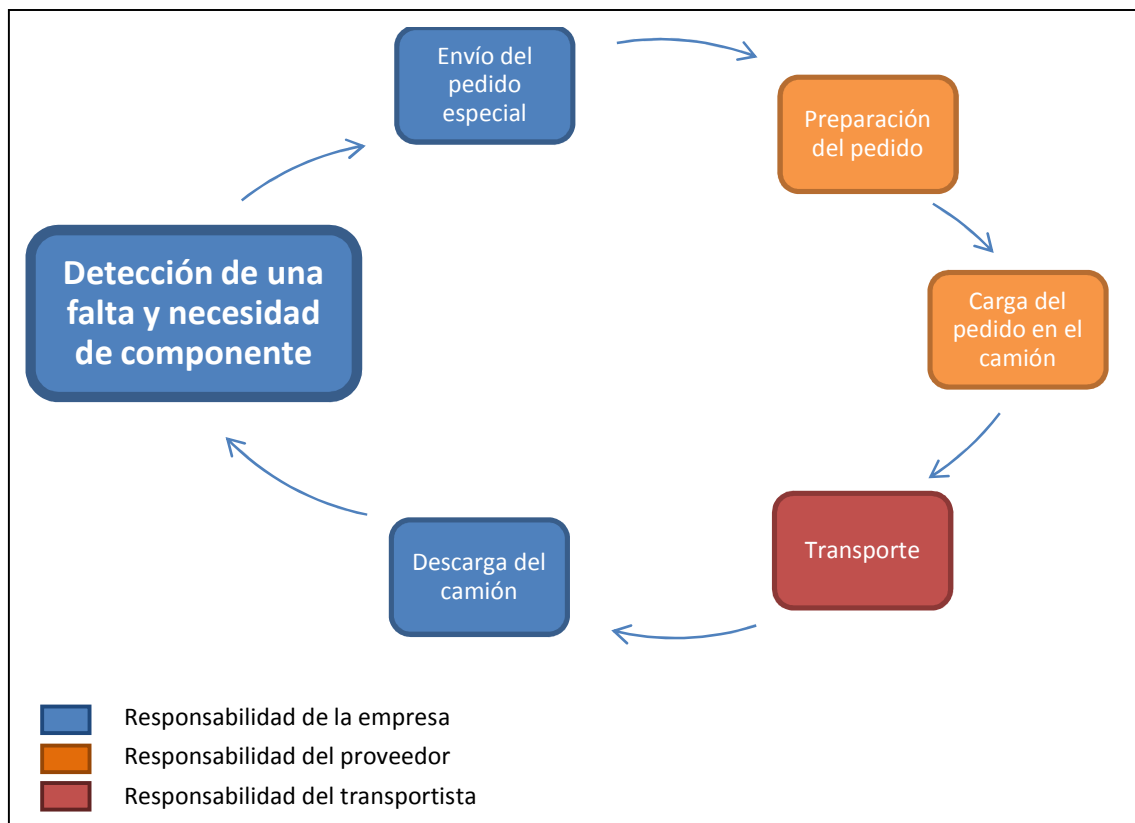 Envío del
pedido
especial
Preparación
del pedido
Detección de una
falta y necesidad
de componente
Carga del
pedido en el
camión
Transporte
Descarga del
camión
Responsabilidad de la empresa
Responsabilidad del proveedor
Responsabilidad del transportista